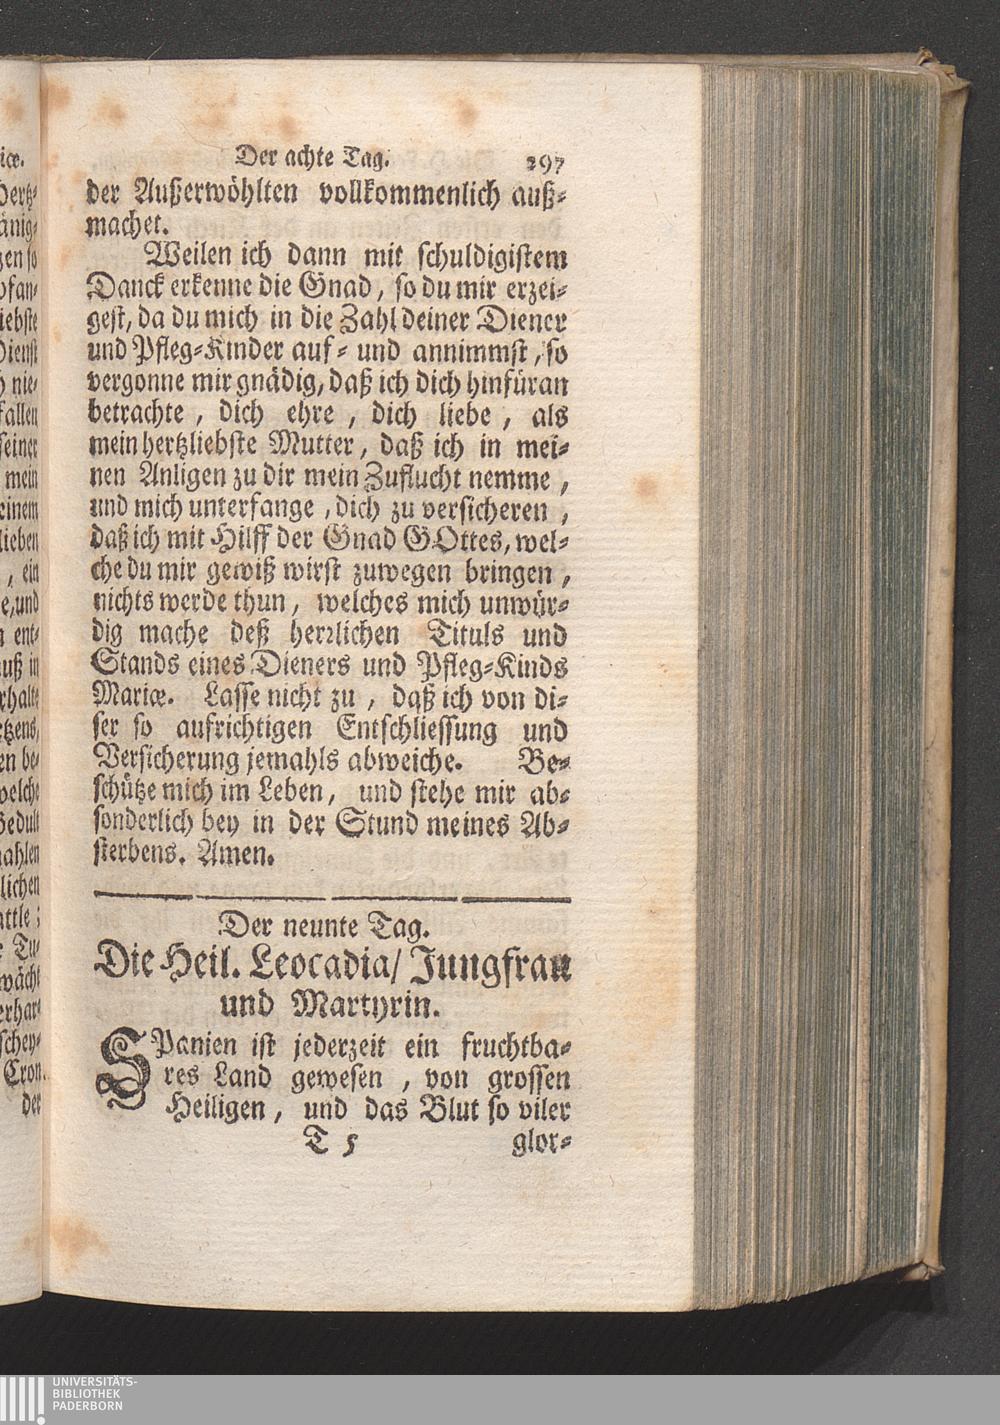 Der achte Tag. 297
der Außerwöhlten vollkommenlich auß⸗
machet.
Weilen ich dann mit schuldigistem
Danck erkenne die Gnad, so du mir erzei⸗
gest, da du mich in die Zahl deiner Diener
und Pfleg⸗Kinder auf⸗ und annimmst, so
vergonne mir gnädig, daß ich dich hinfüran
betrachte, dich ehre, dich liebe, als
mein hertzliebste Mutter, daß ich in mei⸗
nen Anligen zu dir mein Zuflucht nemme,
und mich unterfange, dich zu versicheren,
daß ich mit Hilff der Gnad GOttes, wel⸗
che du mir gewiß wirst zuwegen bringen,
nichts werde thun, welches mich unwür⸗
dig mache deß herrlichen Tituls und
Stands eines Dieners und Pfleg⸗Kinds
Mariæ. Lasse nicht zu, daß ich von di⸗
ser so aufrichtigen Entschliessung und
Versicherung jemahls abweiche. Be⸗
schütze mich im Leben, und stehe mir ab⸗
sonderlich bey in der Stund meines Ab⸗
sterbens. Amen.
Der neunte Tag.
Die Heil. Leocadia/ Jungfrau
und Martyrin.
SPanien ist jederzeit ein fruchtba⸗
res Land gewesen, von grossen
Heiligen, und das Blut so viler
T 5 glor⸗
UNIVERSITÄTS-
BIBLIOTHEK
PADERBORN